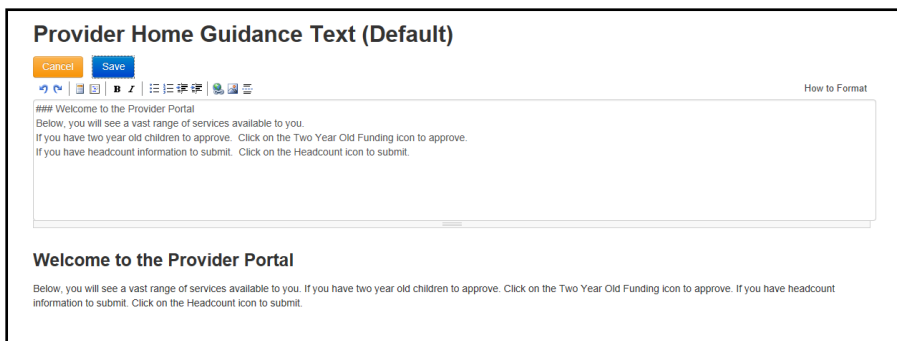 Provider Home Guidance Text (Default)
Cancel Save
B I How to Format
### Welcome to the Provider Portal
Below, you will see a vast range of services available to you.
If you have two year old children to approve.  Click on the Two Year Old Funding icon to approve.
If you have headcount information to submit.  Click on the Headcount icon to submit.
Welcome to the Provider Portal
Below, you will see a vast range of services available to you. If you have two year old children to approve. Click on the Two Year Old Funding icon to approve. If you have headcount
information to submit. Click on the Headcount icon to submit.